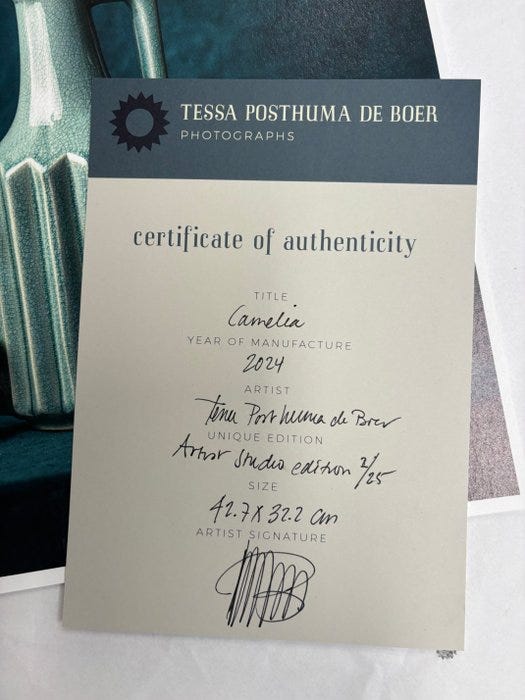 TESSA POSTHUMA DE BOER
PHOTOGRAPHS
certificate of authenticity
TITLE
Camelia
YEAR OF MANUFACTURE
2024
ARTIST
Tessa Posthuma de Boer
UNIQUE EDITION
Artist studio edition 2/25
SIZE
42.7 x 32.2 cm
ARTIST SIGNATURE